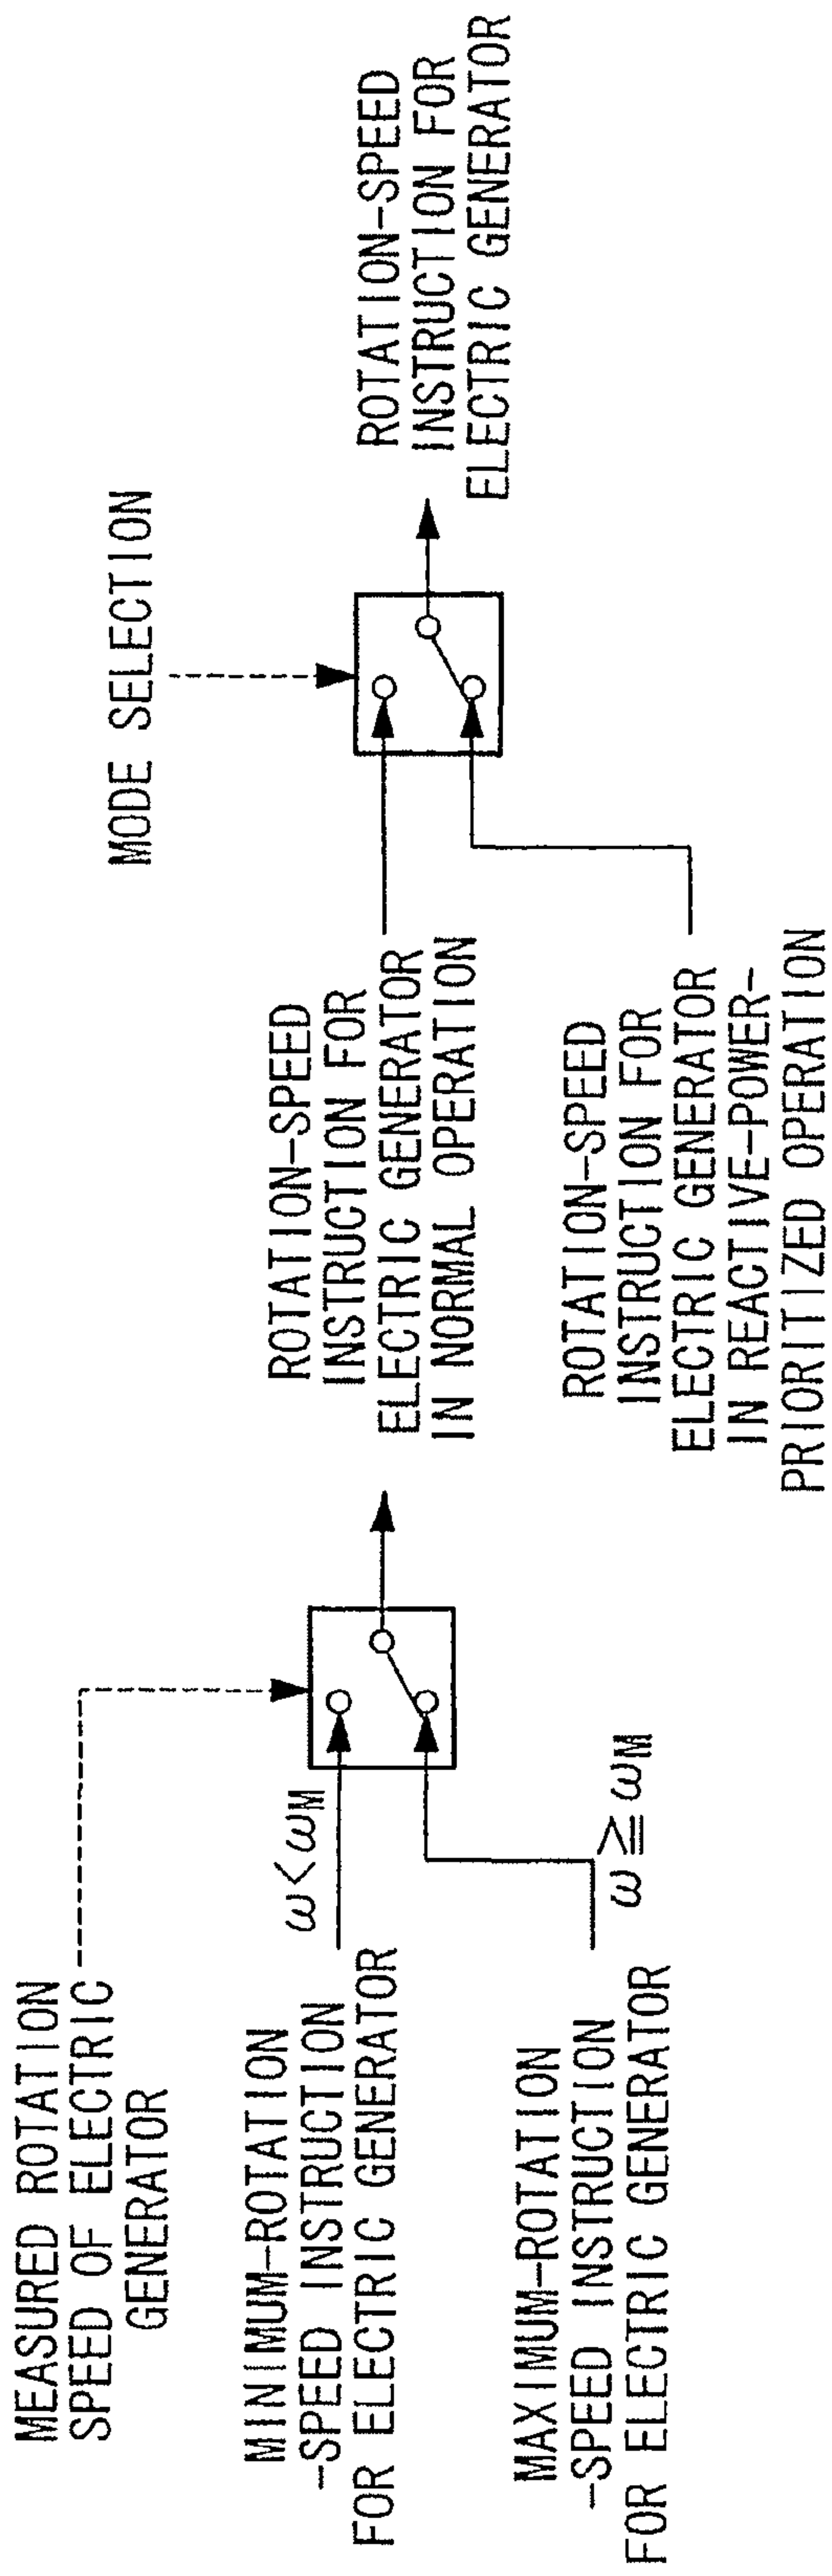 MEASURED ROTATION
SPEED OF ELECTRIC
GENERATOR
MINIMUM-ROTATION
-SPEED INSTRUCTION
FOR ELECTRIC GENERATOR
ω<ωM
MAXIMUM-ROTATION
-SPEED INSTRUCTION
FOR ELECTRIC GENERATOR
ω≧ωM
ROTATION-SPEED
INSTRUCTION FOR
ELECTRIC GENERATOR
IN NORMAL OPERATION
ROTATION-SPEED
INSTRUCTION FOR
ELECTRIC GENERATOR
IN REACTIVE-POWER-
PRIORITIZED OPERATION
MODE SELECTION
ROTATION-SPEED
INSTRUCTION FOR
ELECTRIC GENERATOR